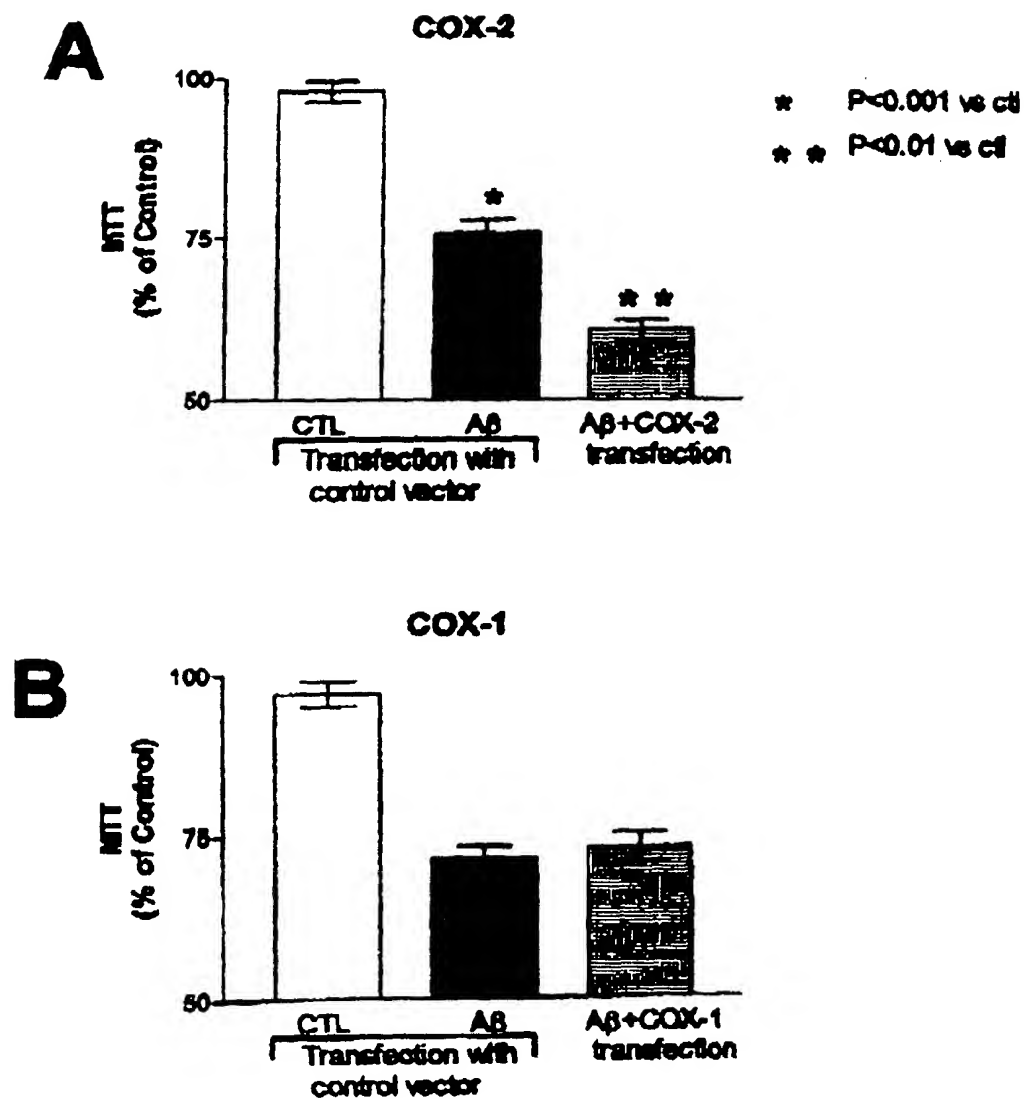 A
COX-2
* P<0.001 vs ctl
* * P<0.01 vs ctl
MTT
(% of Control)
100
75
50
*
* *
CTL
Aβ
Aβ+COX-2
transfection
Transfection with
control vector
B
COX-1
MTT
(% of Control)
100
75
50
CTL
Aβ
Aβ+COX-1
transfection
Transfection with
control vector